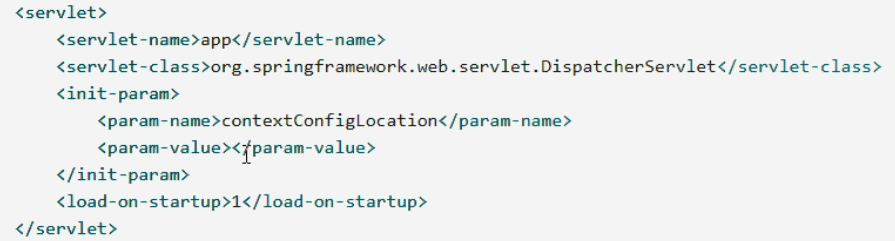 <servlet>
<servlet-name>app</servlet-name>
<servlet-class>org.springframework.web.servlet.DispatcherServlet</servlet-class>
<init-param>
<param-name>contextConfigLocation</param-name>
<param-value></param-value>
</init-param>
<load-on-startup>1</load-on-startup>
</servlet>